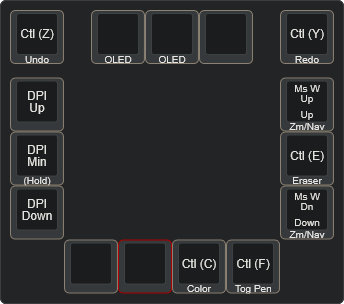 Ctl (Z)
Undo
OLED
OLED
Ctl (Y)
Redo
DPI
Up
Ms W
Up
Up
Zm/Nav
DPI
Min
(Hold)
Ctl (E)
Eraser
DPI
Down
Ms W
Dn
Down
Zm/Nav
Ctl (C)
Color
Ctl (F)
Tog Pen